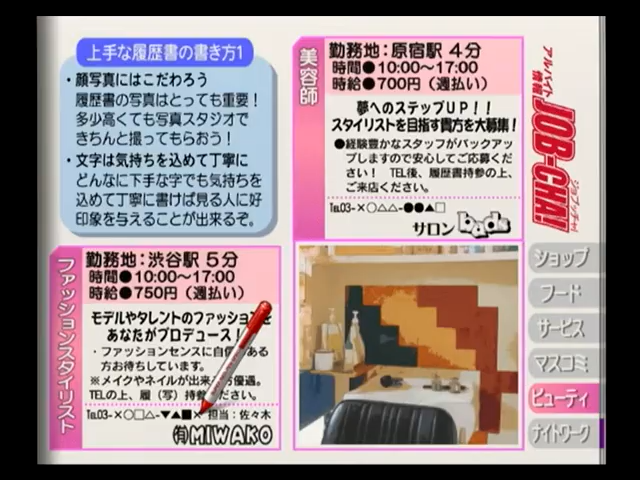 上手な履歴書の書き方1
・顔写真にはこだわろう
履歴書の写真はとっても重要！
多少高くても写真スタジオで
きちんと撮ってもらおう！
・文字は気持ちを込めて丁寧に
どんなに下手な字でも気持ちを
込めて丁寧に書けば見る人に好
印象を与えることが出来るぞ。
美容師
勤務地：原宿駅 4分
時間●10:00〜17:00
時給●700円（週払い）
夢へのステップUP！！
スタイリストを目指す貴方を大募集！
●経験豊かなスタッフがバックアッ
プしますので安心してご応募くだ
さい！ TEL後、履歴書持参の上、
ご来店ください。
TEL03-×○△△-●●▲□
サロン bads
ファッションスタイリスト
勤務地：渋谷駅 5分
時間●10:00〜17:00
時給●750円（週払い）
モデルやタレントのファッションを
あなたがプロデュース！
・ファッションセンスに自信がある
方お待ちしています。
※メイクやネイルが出来 方優遇。
TELの上、履（写）持参 ださい。
TEL03-×○□△-▼▲■× 担当：佐々木
㈲MIWAKO
アルバイト情報
JOB-CHA!
ジョブッチャ
ショップ
フード
サービス
マスコミ
ビューティ
ナイトワーク